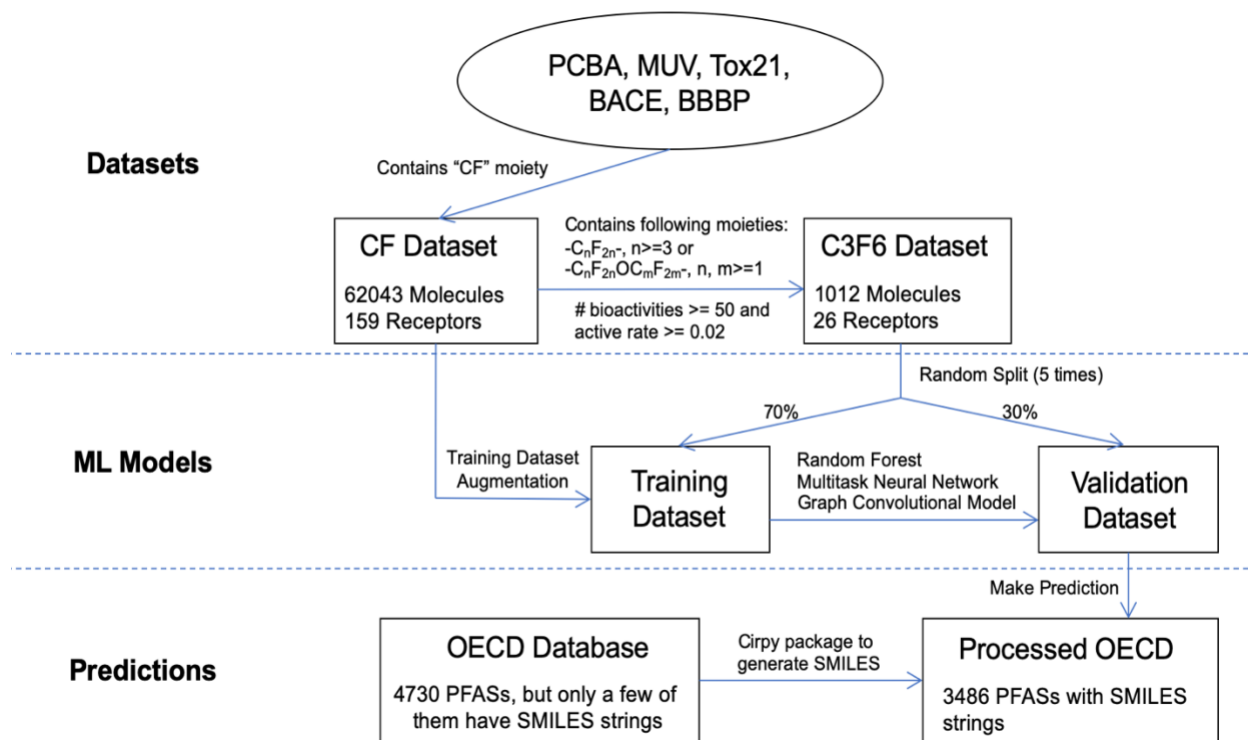 PCBA, MUV, Tox21,
BACE, BBBP
Datasets
Contains “CF” moiety
CF Dataset
62043 Molecules
159 Receptors
Contains following moieties:
-CₙF₂ₙ-, n>=3 or
-CₙF₂ₙOCₘF₂ₘ-, n, m>=1
# bioactivities >= 50 and
active rate >= 0.02
C3F6 Dataset
1012 Molecules
26 Receptors
Random Split (5 times)
70%
30%
ML Models
Training Dataset
Augmentation
Training
Dataset
Random Forest
Multitask Neural Network
Graph Convolutional Model
Validation
Dataset
Make Prediction
Predictions
OECD Database
4730 PFASs, but only a few of
them have SMILES strings
Cirpy package to
generate SMILES
Processed OECD
3486 PFASs with SMILES
strings